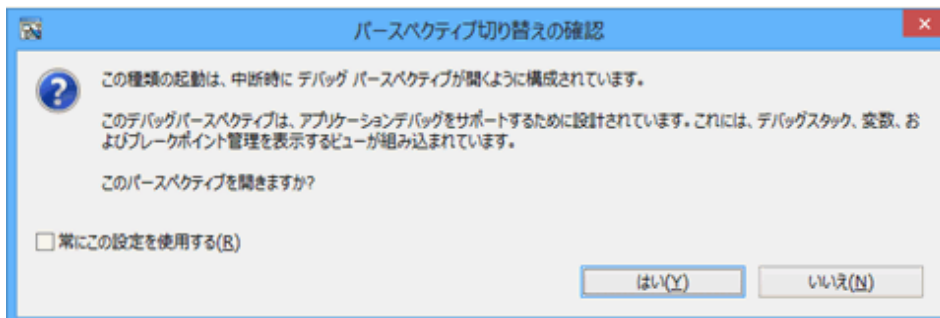 パースペクティブ切り替えの確認
この種類の起動は、中断時に デバッグ パースペクティブが開くように構成されています。
このデバッグパースペクティブは、アプリケーションデバッグをサポートするために設計されています。これには、デバッグスタック、変数、お
よびブレークポイント管理を表示するビューが組み込まれています。
このパースペクティブを開きますか?
常にこの設定を使用する(R)
はい(Y)
いいえ(N)